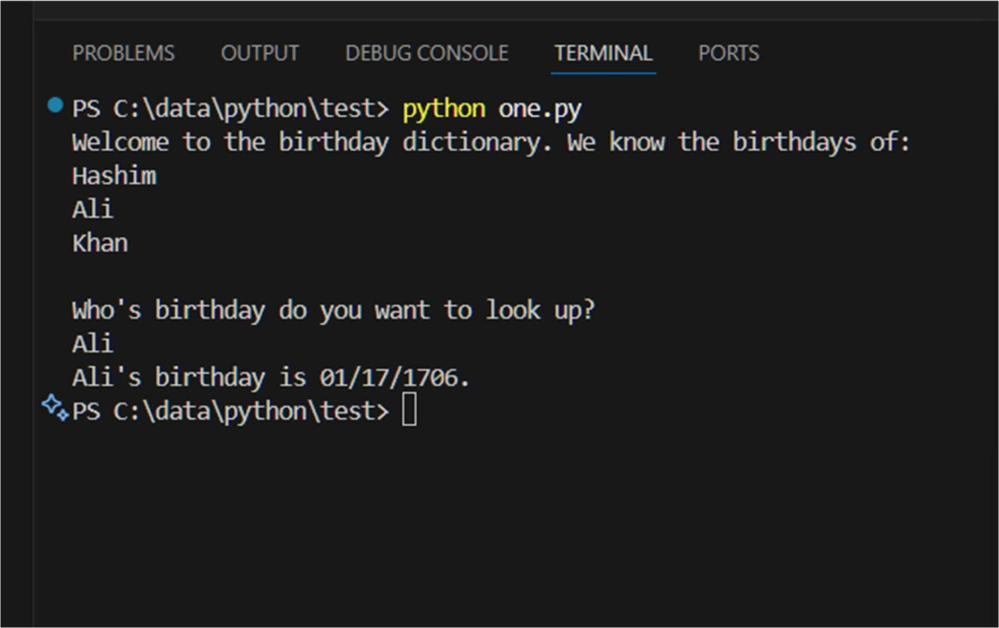 PROBLEMS OUTPUT DEBUG CONSOLE TERMINAL PORTS
PS C:\data\python\test> python one.py
Welcome to the birthday dictionary. We know the birthdays of:
Hashim
Ali
Khan
Who's birthday do you want to look up?
Ali
Ali's birthday is 01/17/1706.
PS C:\data\python\test>